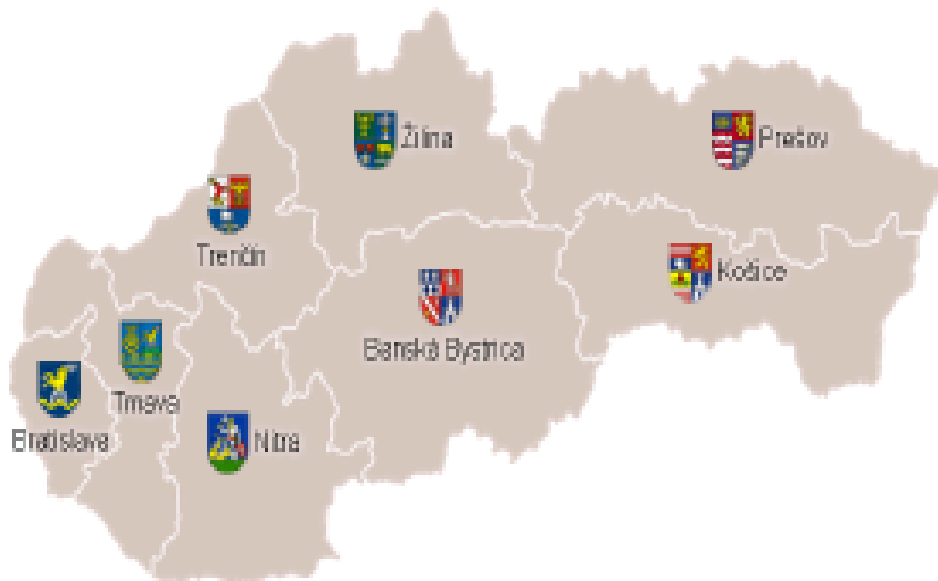 Žilina
Prešov
Trenčín
Košice
Banská Bystrica
Trnava
Bratislava
Nitra